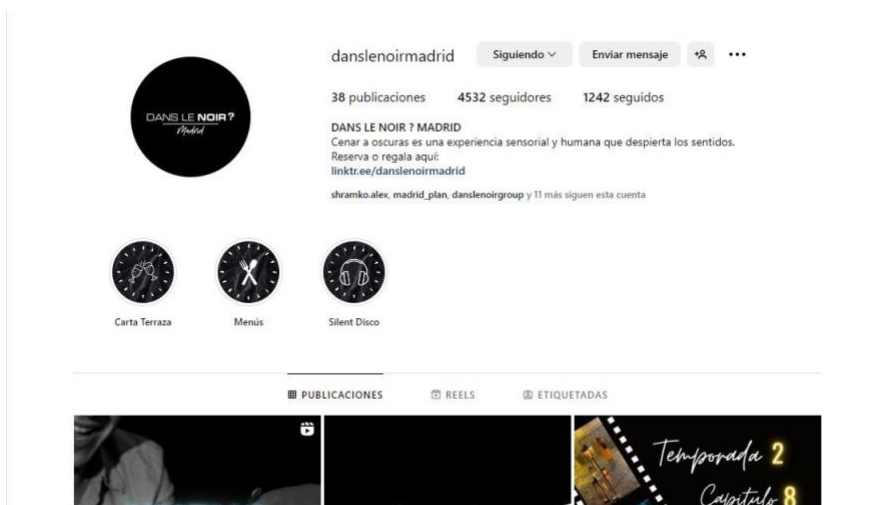 danslenoirmadrid Siguiendo Enviar mensaje
38 publicaciones 4532 seguidores 1242 seguidos
DANS LE NOIR ? MADRID
Cenar a oscuras es una experiencia sensorial y humana que despierta los sentidos.
Reserva o regala aquí:
linktr.ee/danslenoirmadrid
shramko.alex, madrid_plan, danslenoirgroup y 11 más siguen esta cuenta
DANS LE NOIR?
Madrid
Carta Terraza Menús Silent Disco
PUBLICACIONES REELS ETIQUETADAS
Temporada 2
Capitulo 8